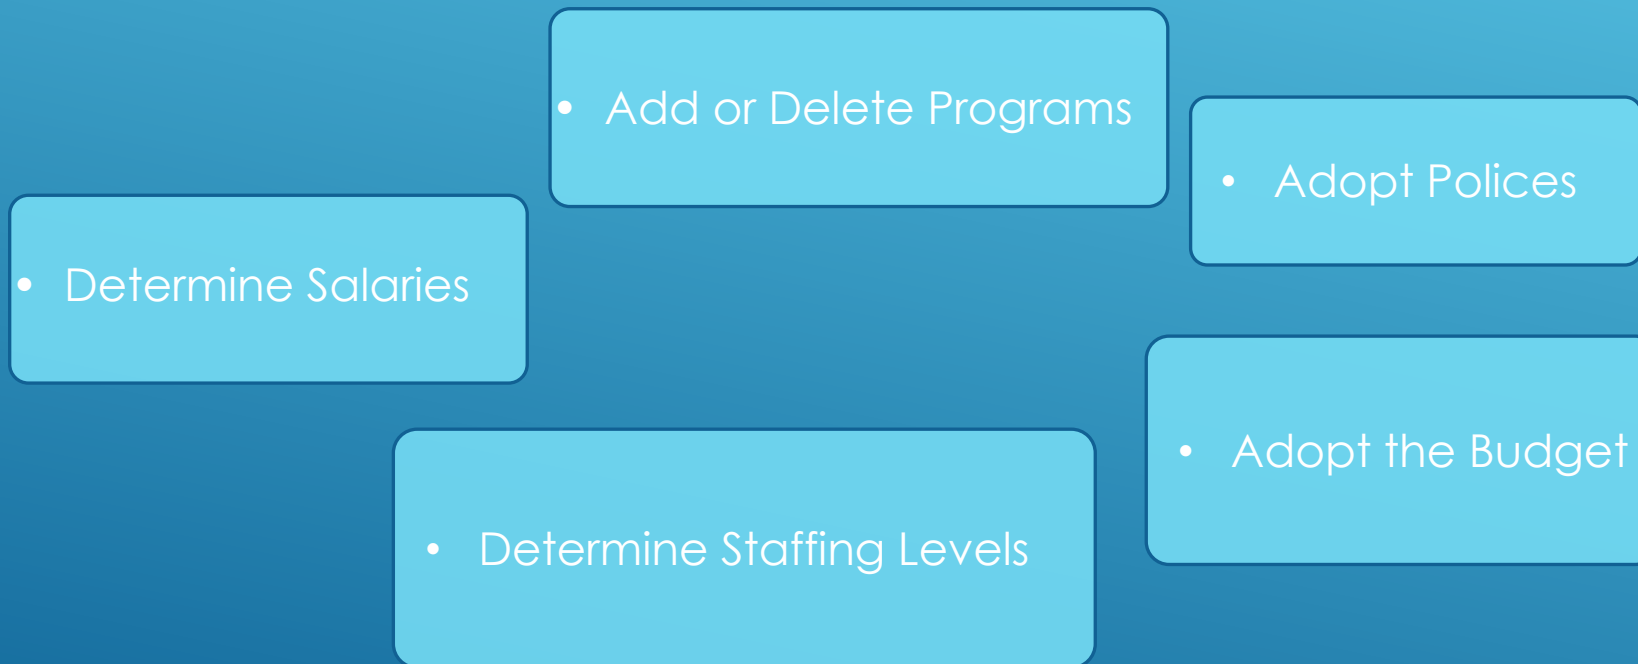 • Add or Delete Programs
• Adopt Polices
• Determine Salaries
• Adopt the Budget
• Determine Staffing Levels